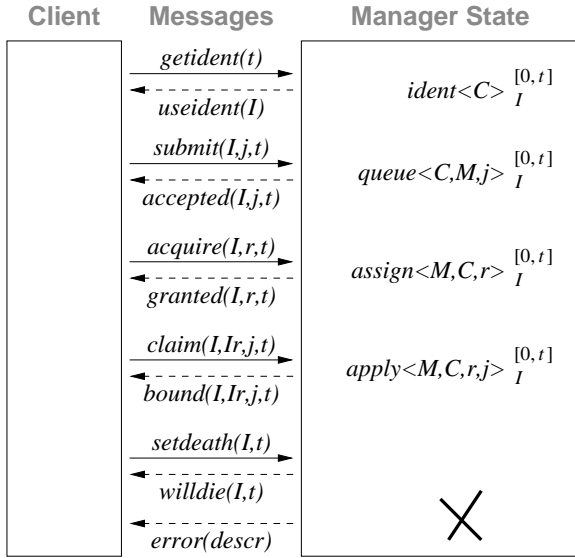 Client Messages Manager State
getident(t)
useident(I)
ident<C> [0, t] I
submit(I,j,t)
accepted(I,j,t)
queue<C,M,j> [0, t] I
acquire(I,r,t)
granted(I,r,t)
assign<M,C,r> [0, t] I
claim(I,Ir,j,t)
bound(I,Ir,j,t)
apply<M,C,r,j> [0, t] I
setdeath(I,t)
willdie(I,t)
error(descr)